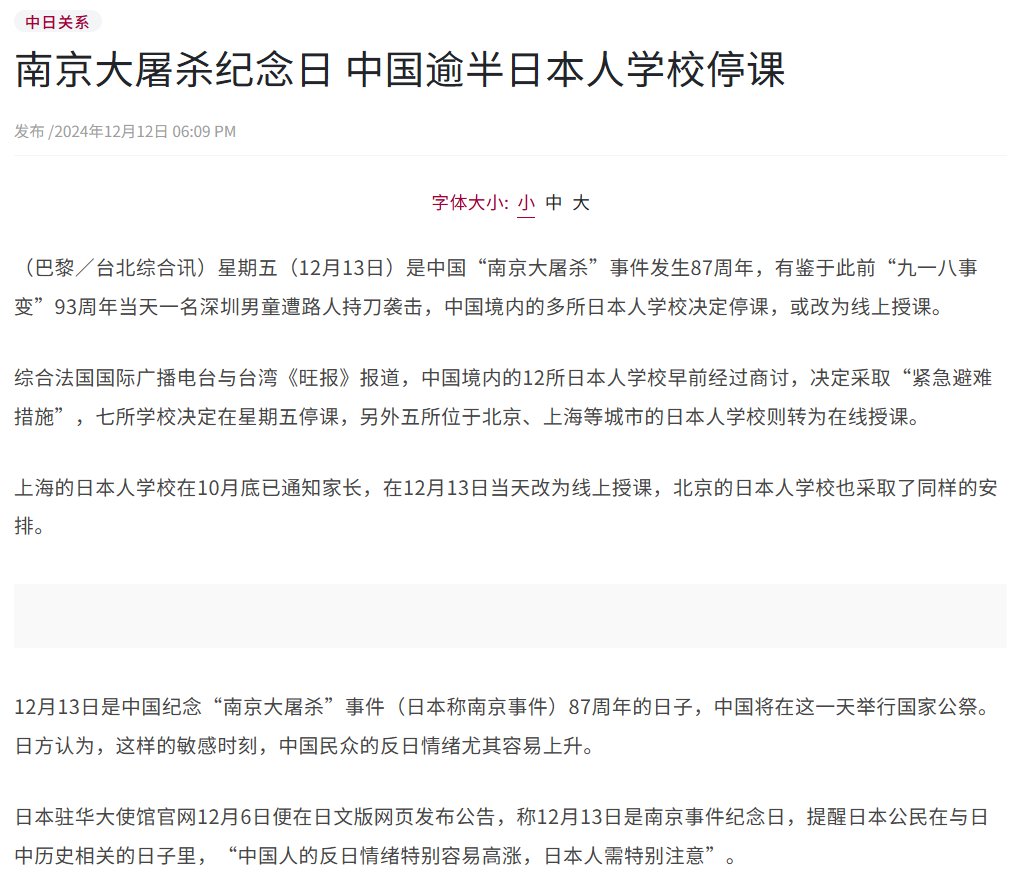 中日关系
南京大屠杀纪念日 中国逾半日本人学校停课
发布 /2024年12月12日 06:09 PM
字体大小: 小 中 大
（巴黎／台北综合讯）星期五（12月13日）是中国“南京大屠杀”事件发生87周年，有鉴于此前“九一八事
变”93周年当天一名深圳男童遭路人持刀袭击，中国境内的多所日本人学校决定停课，或改为线上授课。
综合法国国际广播电台与台湾《旺报》报道，中国境内的12所日本人学校早前经过商讨，决定采取“紧急避难
措施”，七所学校决定在星期五停课，另外五所位于北京、上海等城市的日本人学校则转为在线授课。
上海的日本人学校在10月底已通知家长，在12月13日当天改为线上授课，北京的日本人学校也采取了同样的安
排。
12月13日是中国纪念“南京大屠杀”事件（日本称南京事件）87周年的日子，中国将在这一天举行国家公祭。
日方认为，这样的敏感时刻，中国民众的反日情绪尤其容易上升。
日本驻华大使馆官网12月6日便在日文版网页发布公告，称12月13日是南京事件纪念日，提醒日本公民在与日
中历史相关的日子里，“中国人的反日情绪特别容易高涨，日本人需特别注意”。